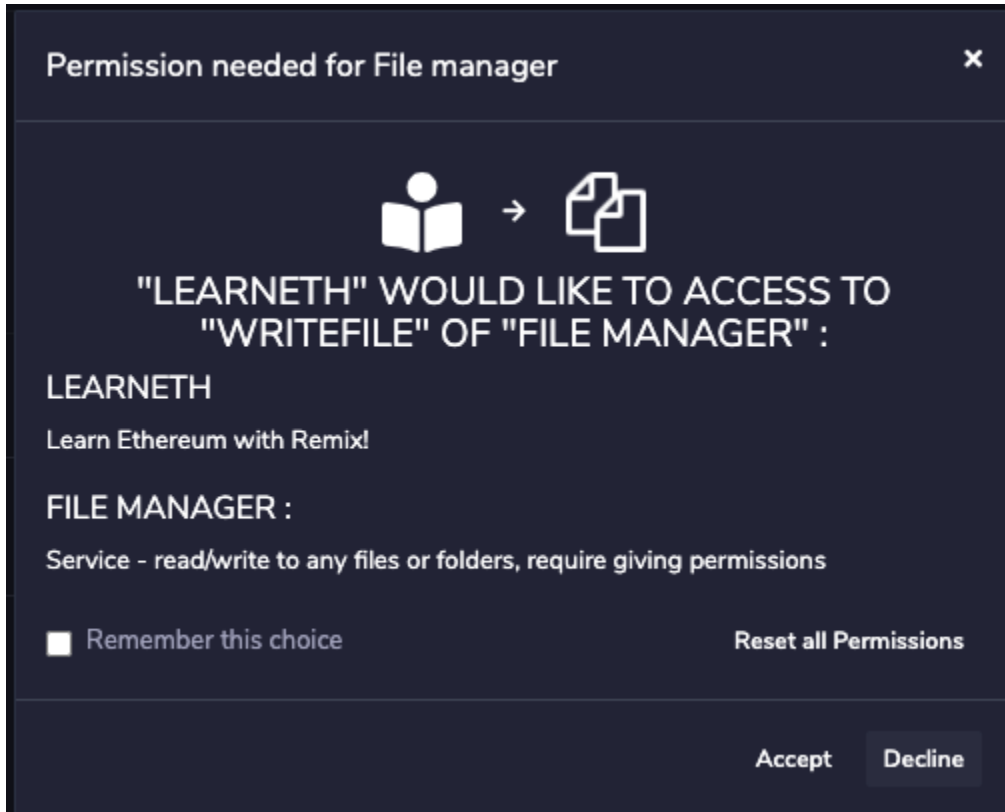 Permission needed for File manager
"LEARNETH" WOULD LIKE TO ACCESS TO
"WRITEFILE" OF "FILE MANAGER" :
LEARNETH
Learn Ethereum with Remix!
FILE MANAGER :
Service - read/write to any files or folders, require giving permissions
Remember this choice
Reset all Permissions
Accept
Decline